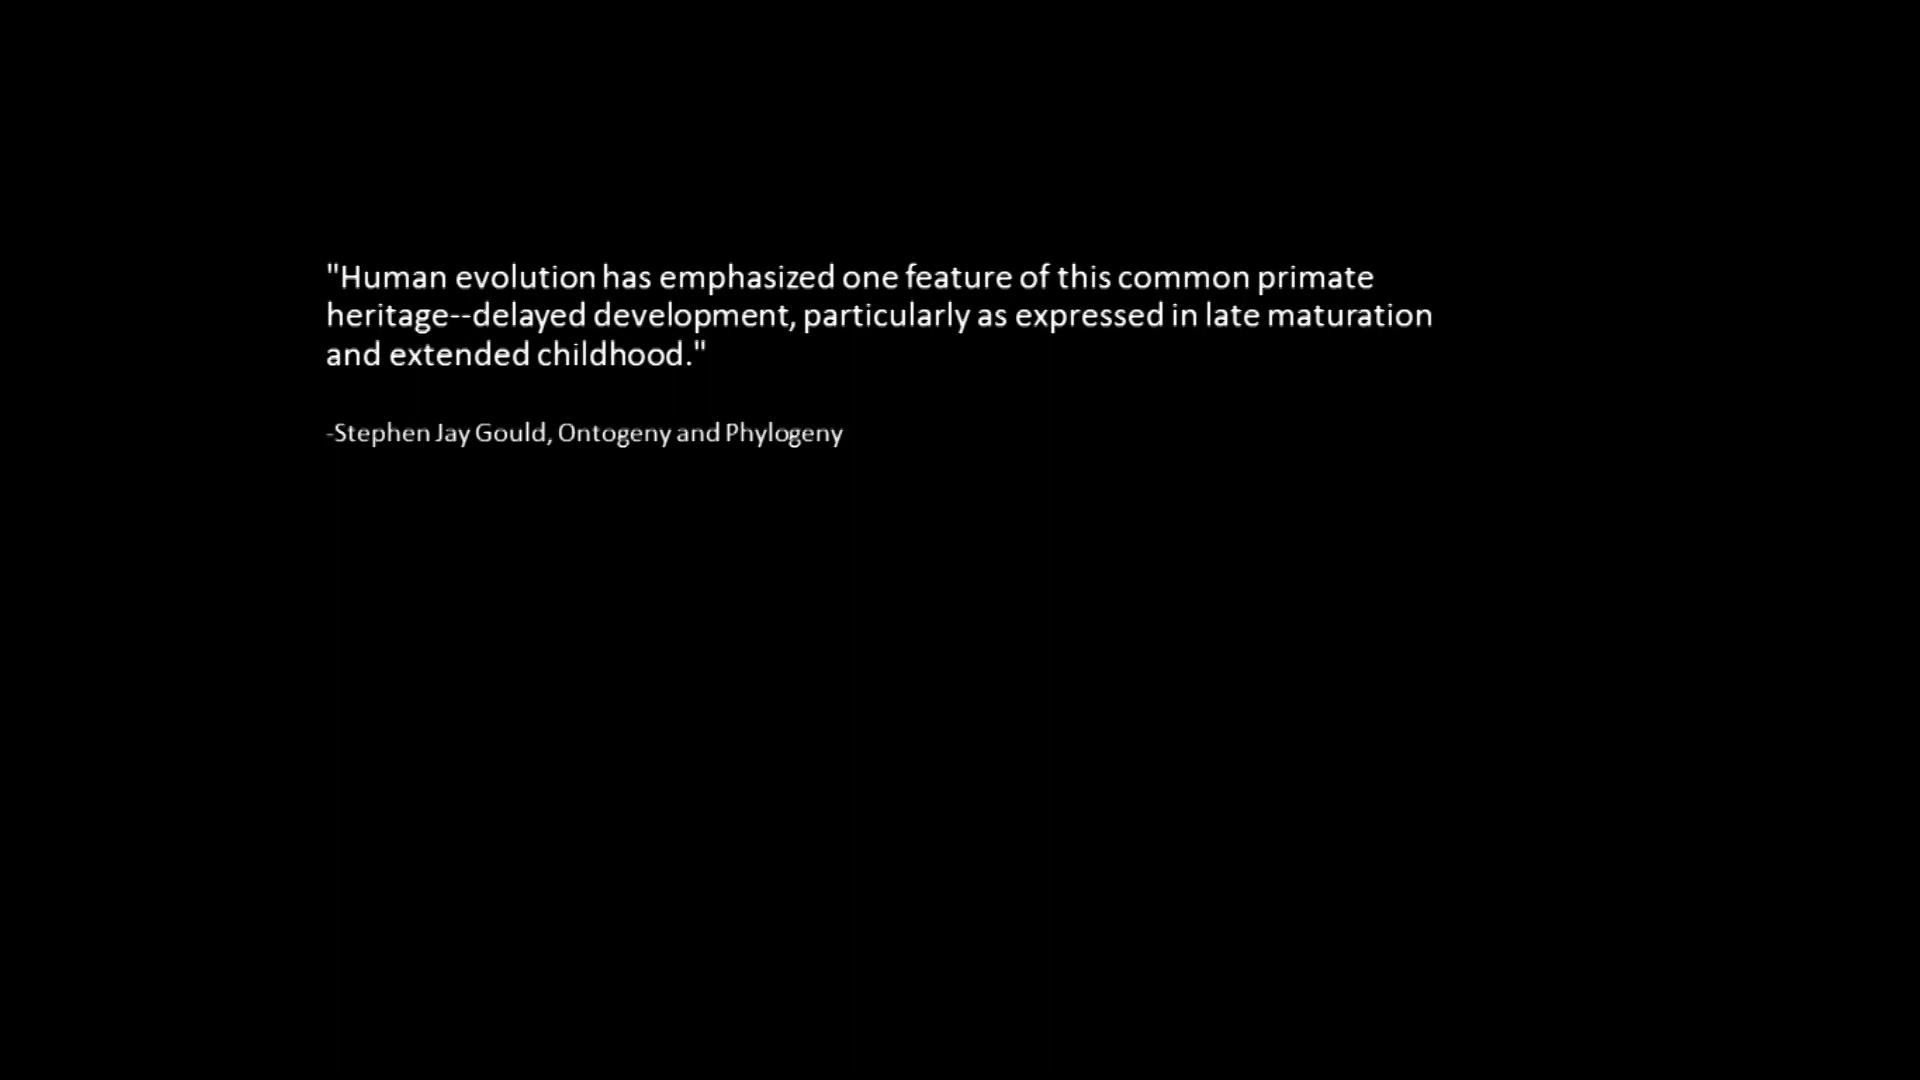 "Human evolution has emphasized one feature of this common primate
heritage--delayed development, particularly as expressed in late maturation
and extended childhood."
-Stephen Jay Gould, Ontogeny and Phylogeny